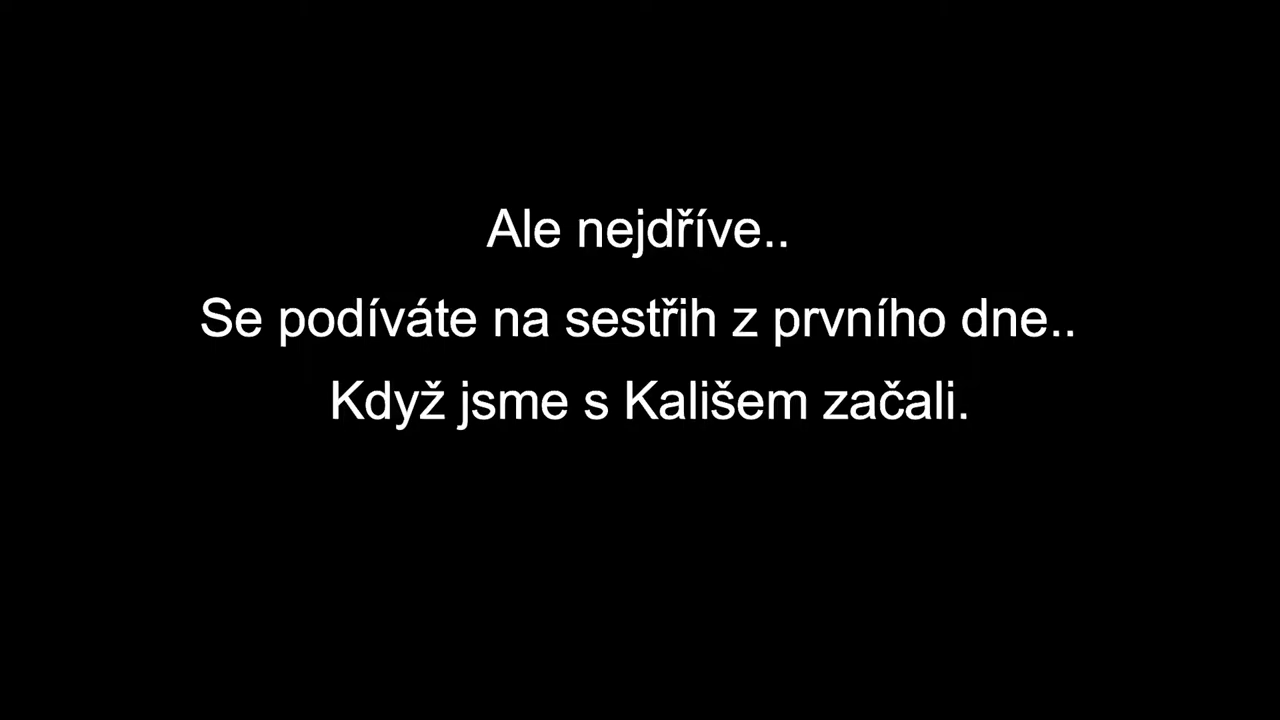 Ale nejdříve..
Se podíváte na sestřih z prvního dne..
Když jsme s Kališem začali.